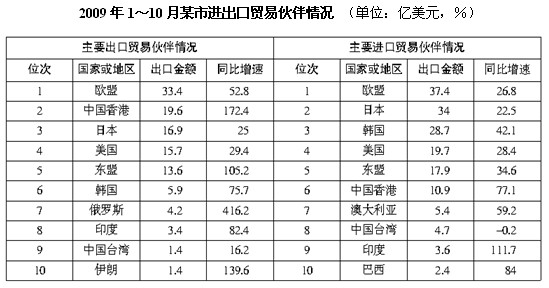 2009年1～10月某市进出口贸易伙伴情况 （单位：亿美元，%）
主要出口贸易伙伴情况 主要进口贸易伙伴情况
位次 国家或地区 出口金额 同比增速 位次 国家或地区 出口金额 同比增速
1 欧盟 33.4 52.8 1 欧盟 37.4 26.8
2 中国香港 19.6 172.4 2 日本 34 22.5
3 日本 16.9 25 3 韩国 28.7 42.1
4 美国 15.7 29.4 4 美国 19.7 28.4
5 东盟 13.6 105.2 5 东盟 17.9 34.6
6 韩国 5.9 75.7 6 中国香港 10.9 77.1
7 俄罗斯 4.2 416.2 7 澳大利亚 5.4 59.2
8 印度 3.4 82.4 8 中国台湾 4.7 -0.2
9 中国台湾 1.4 16.2 9 印度 3.6 111.7
10 伊朗 1.4 139.6 10 巴西 2.4 84